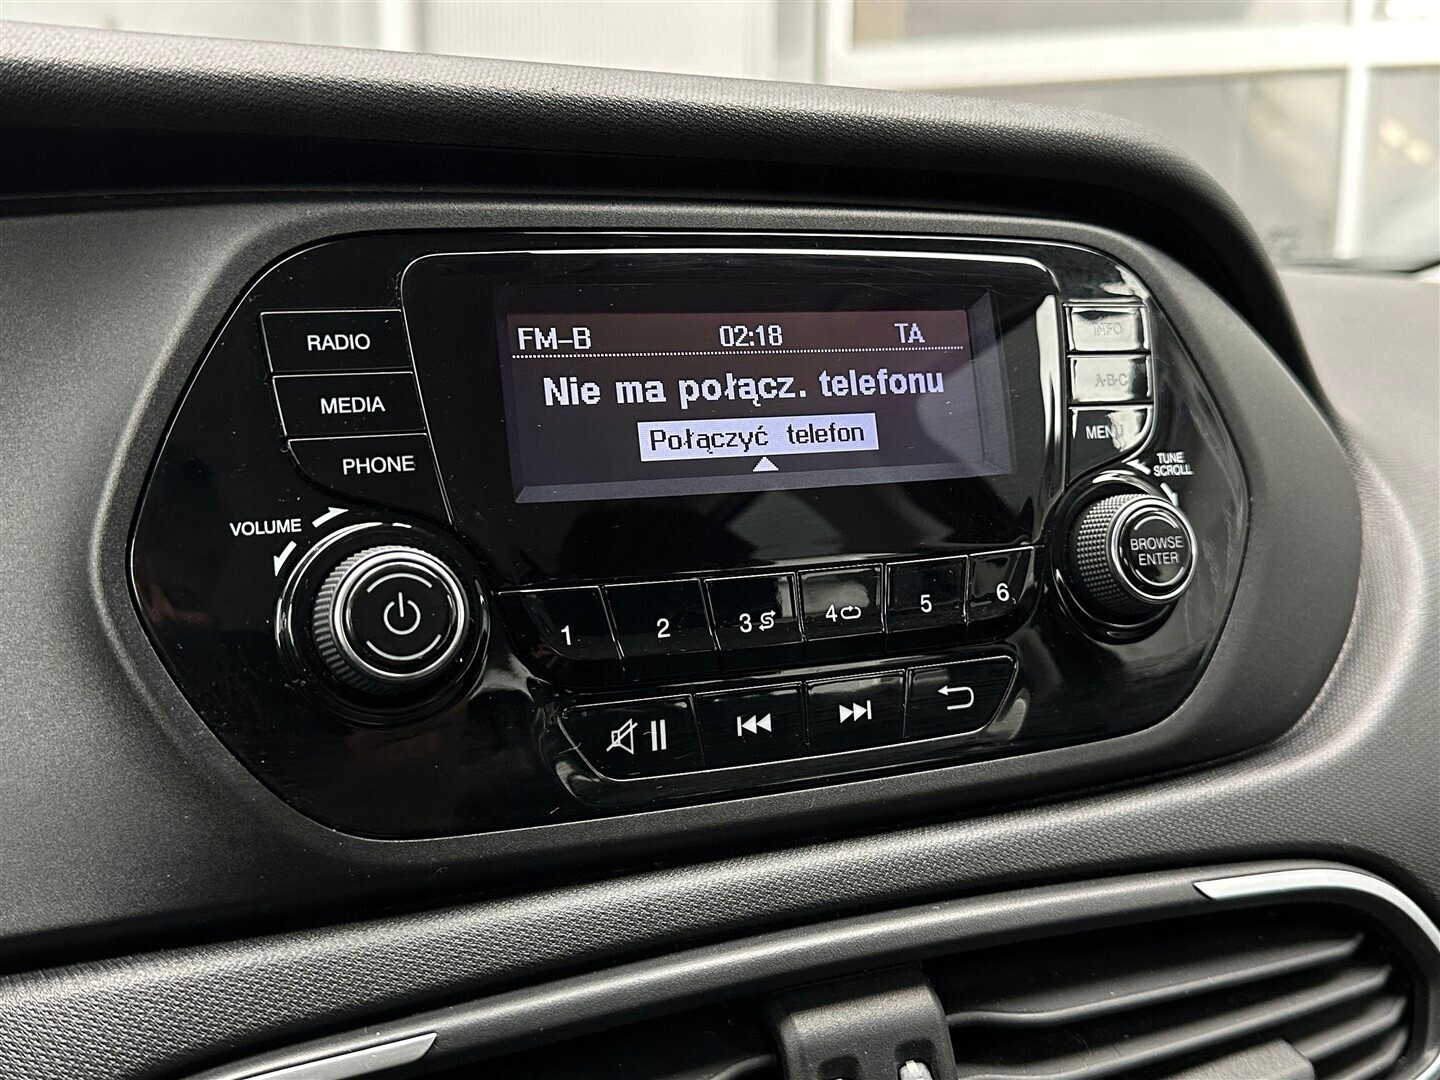 FM-B 02:18 TA
Nie ma połącz. telefonu
Połączyć telefon
RADIO
MEDIA
PHONE
VOLUME
INFO
A-B-C
MENU
TUNE
SCROLL
BROWSE
ENTER
1 2 3 4 5 6